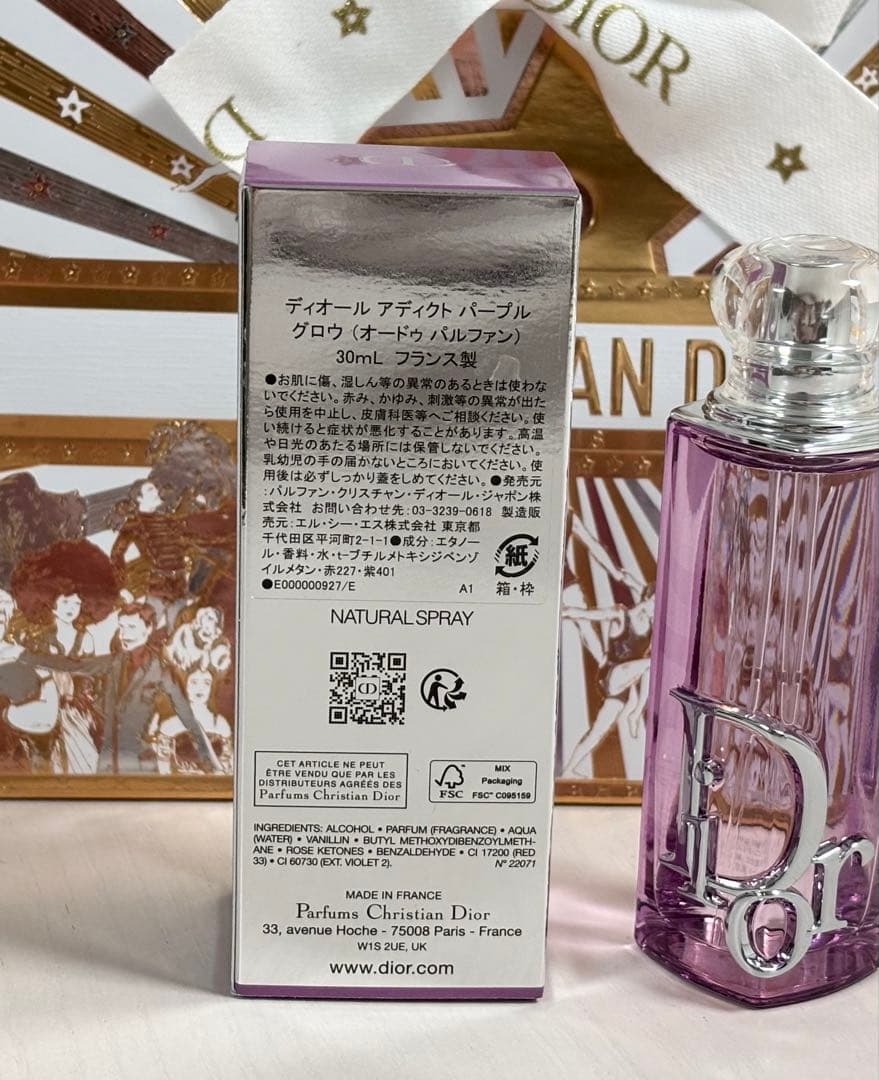 DIOR
D
CD
AN D
ディオール アディクト パープル
グロウ (オードゥ パルファン)
30mL フランス製
●お肌に傷、湿しん等の異常のあるときは使わな
いでください。赤み、かゆみ、刺激等の異常が出た
ら使用を中止し、皮膚科医等へご相談ください。使
い続けると症状が悪化することがあります。高温
や日光のあたる場所には保管しないでください。
乳幼児の手の届かないところにおいてください。使
用後は必ずしっかり蓋をしめてください。●発売元
:パルファン・クリスチャン・ディオール・ジャポン株
式会社 お問い合わせ先:03-3239-0618 製造販
売元:エル・シー・エス株式会社 東京都
千代田区平河町2-1-1●成分:エタノー
ル・香料・水・t-ブチルメトキシジベンゾ
イルメタン・赤227・紫401
●E000000927/E A1
紙
箱・枠
NATURAL SPRAY
CD
CET ARTICLE NE PEUT
ÊTRE VENDU QUE PAR LES
DISTRIBUTEURS AGRÉÉS DES
Parfums Christian Dior
FSC
MIX
Packaging
FSC™ C095159
INGREDIENTS: ALCOHOL • PARFUM (FRAGRANCE) • AQUA
(WATER) • VANILLIN • BUTYL METHOXYDIBENZOYLMETH-
ANE • ROSE KETONES • BENZALDEHYDE • CI 17200 (RED
33) • CI 60730 (EXT. VIOLET 2). N° 22071
MADE IN FRANCE
Parfums Christian Dior
33, avenue Hoche - 75008 Paris - France
W1S 2UE, UK
www.dior.com
Dior